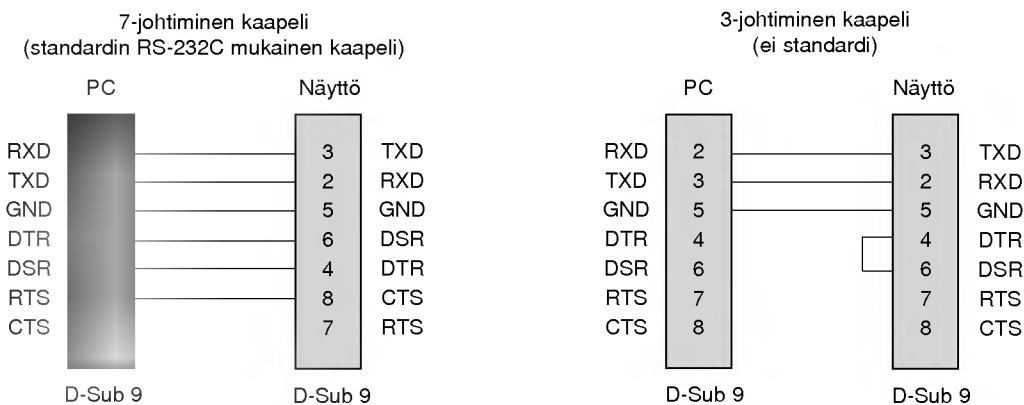 7-johtiminen kaapeli
(standardin RS-232C mukainen kaapeli)
PC Näyttö
RXD 3 TXD
TXD 2 RXD
GND 5 GND
DTR 6 DSR
DSR 4 DTR
RTS 8 CTS
CTS 7 RTS
D-Sub 9 D-Sub 9
3-johtiminen kaapeli
(ei standardi)
PC Näyttö
RXD 2 3 TXD
TXD 3 2 RXD
GND 5 5 GND
DTR 4 4 DTR
DSR 6 6 DSR
RTS 7 7 RTS
CTS 8 8 CTS
D-Sub 9 D-Sub 9